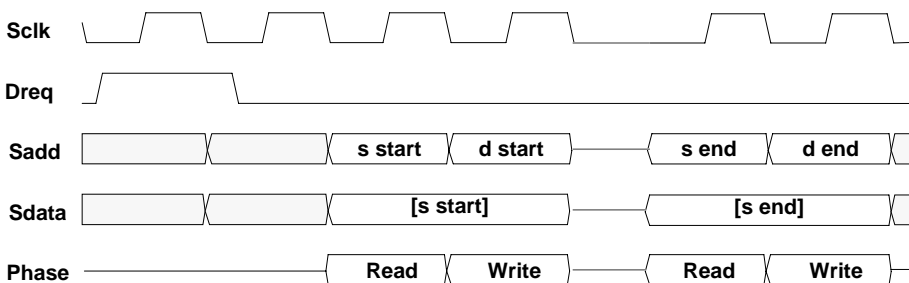 Sclk
Dreq
Sadd s start d start s end d end
Sdata [s start] [s end]
Phase Read Write Read Write